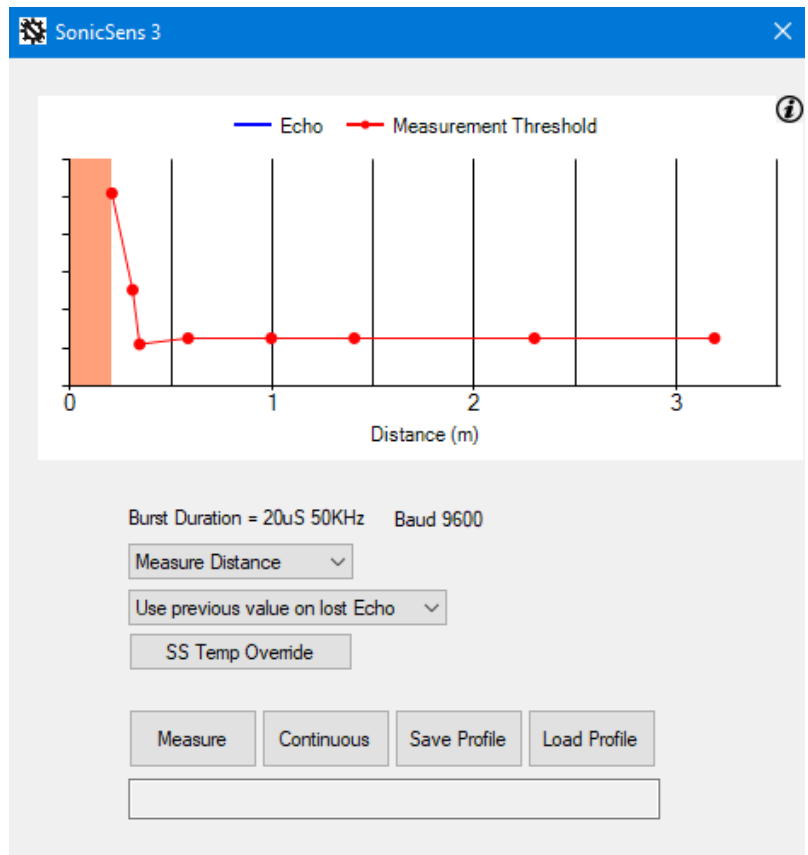 SonicSens 3
Echo Measurement Threshold
0 1 2 3
Distance (m)
Burst Duration = 20uS 50KHz Baud 9600
Measure Distance
Use previous value on lost Echo
SS Temp Override
Measure Continuous Save Profile Load Profile